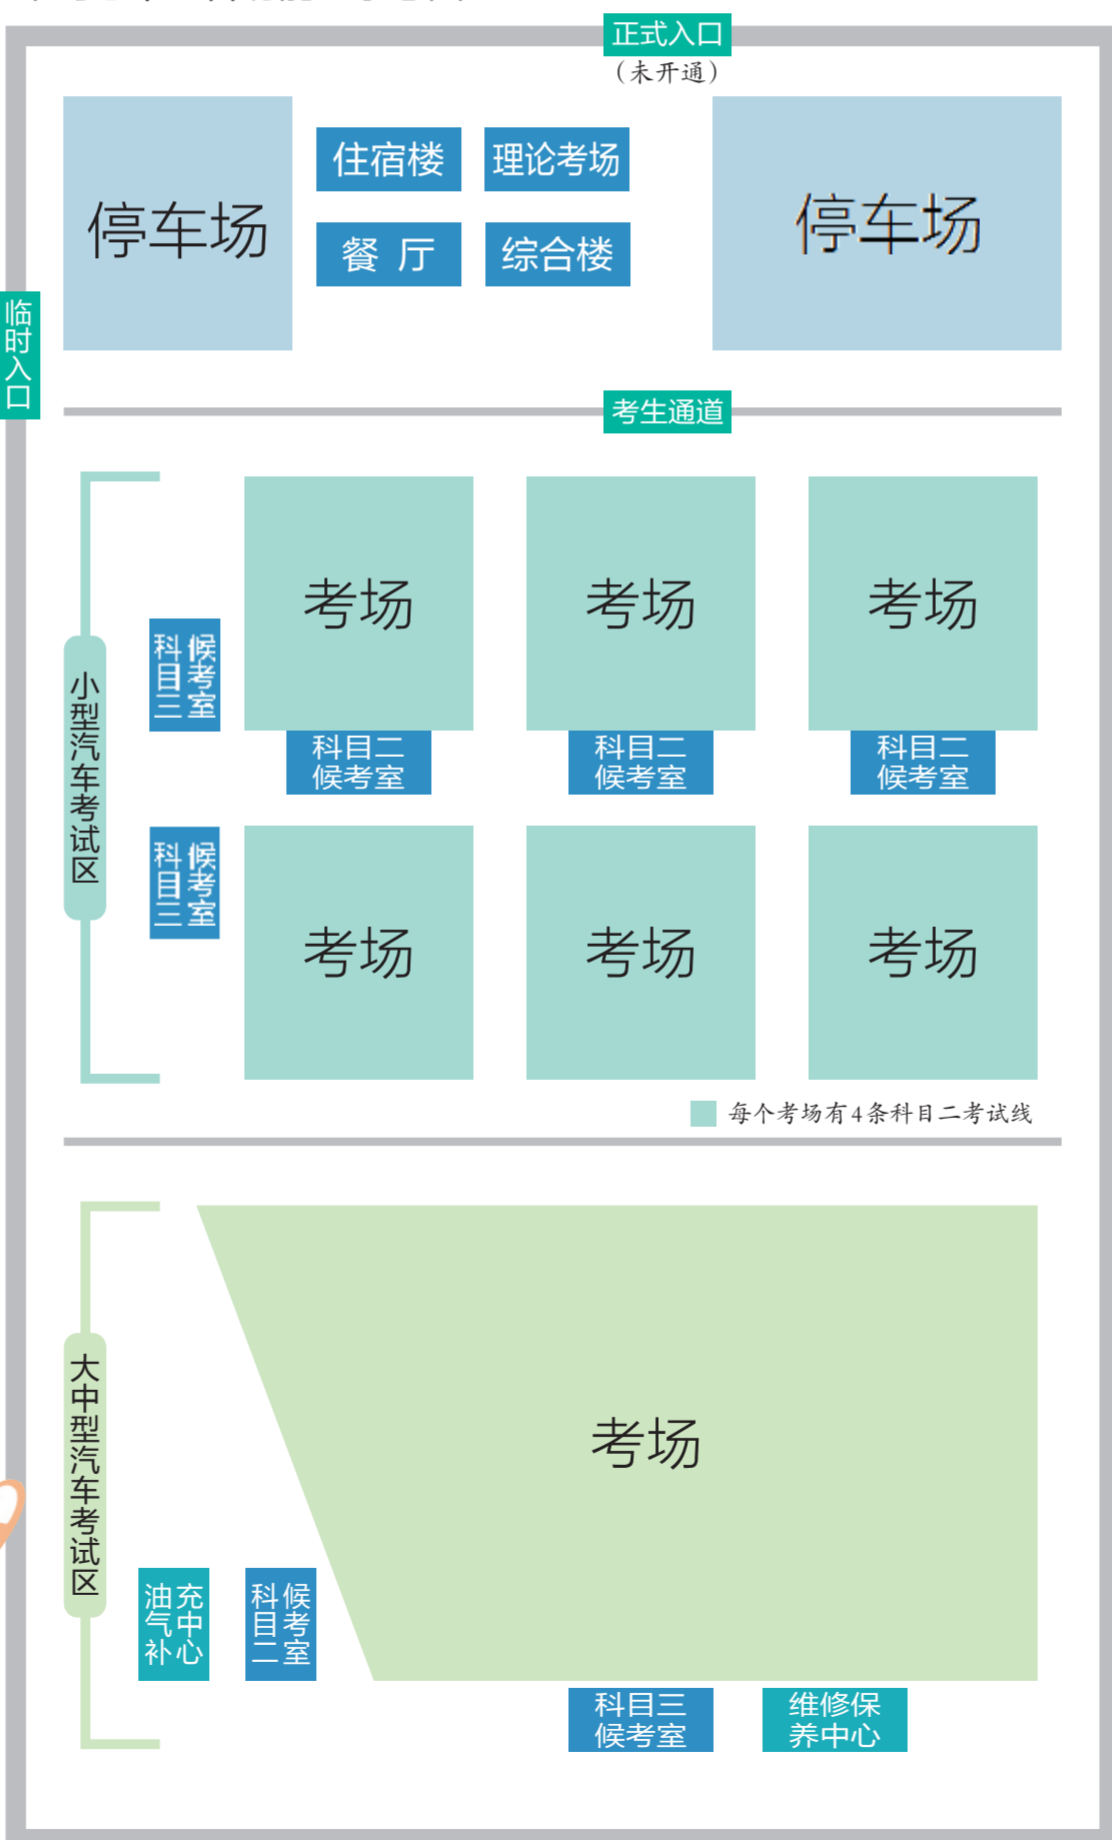 正式入口
（未开通）
停车场
住宿楼
理论考场
餐 厅
综合楼
停车场
临时入口
考生通道
小型汽车考试区
科目三
候考室
考场
考场
考场
科目二
候考室
科目二
候考室
科目二
候考室
科目三
候考室
考场
考场
考场
每个考场有4条科目二考试线
大中型汽车考试区
考场
油气补
充中心
科目二
候考室
科目三
候考室
维修保
养中心